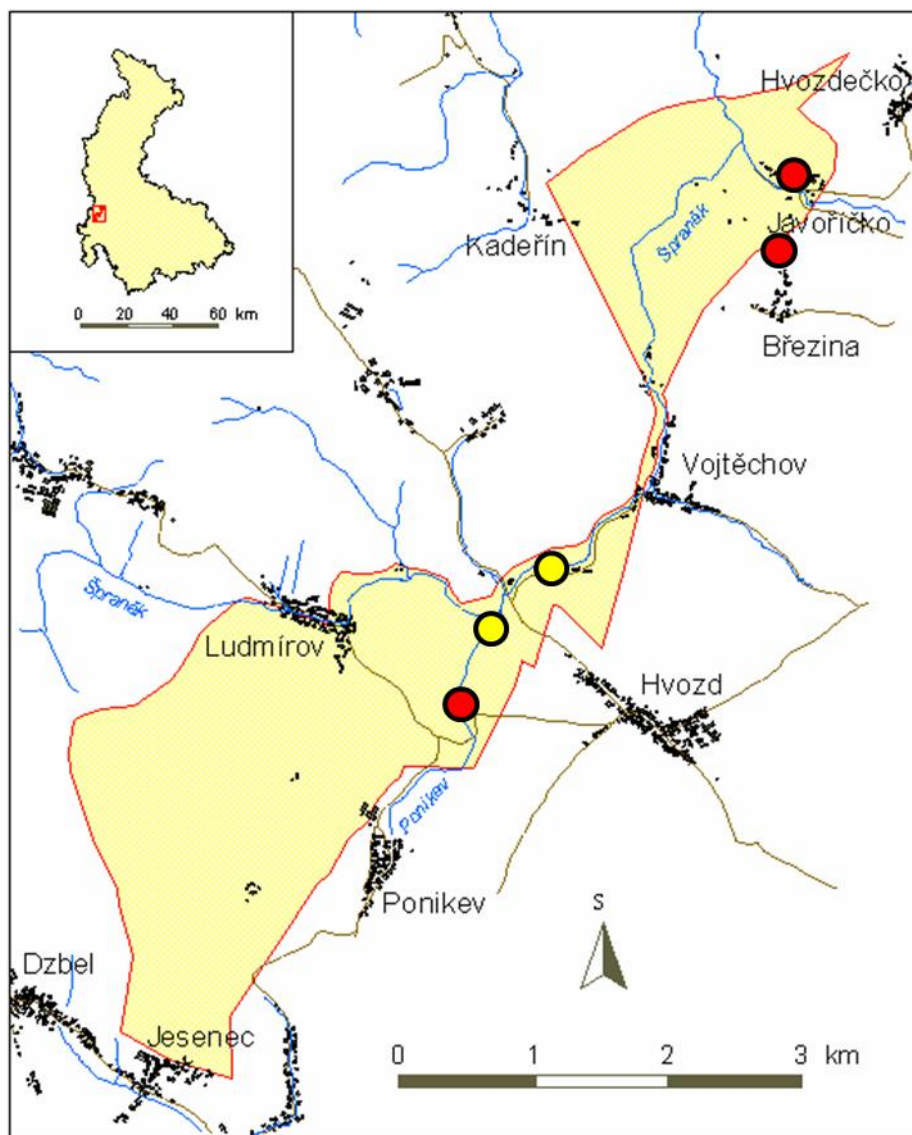 0 20 40 60 km
Hvozdečko
Špraněk
Javoříčko
Kadeřín
Březina
Vojtěchov
Špraněk
Ludmírov
Hvozd
Ponikev
Ponikev
S
Dzbel
Jesenec
0 1 2 3 km